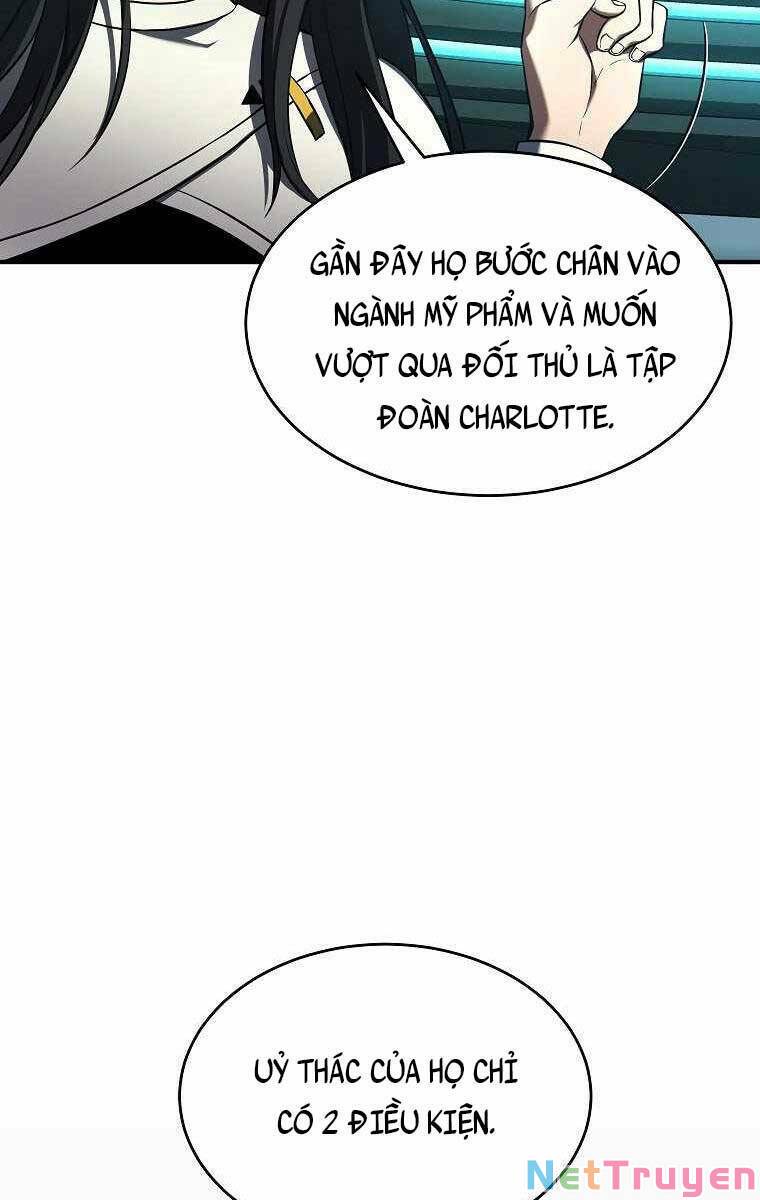 GẦN ĐÂY HỌ BƯỚC CHÂN VÀO
NGÀNH MỸ PHẨM VÀ MUỐN
VƯỢT QUA ĐỐI THỦ LÀ TẬP
ĐOÀN CHARLOTTE.
UỶ THÁC CỦA HỌ CHỈ
CÓ 2 ĐIỀU KIỆN.
NetTruyen